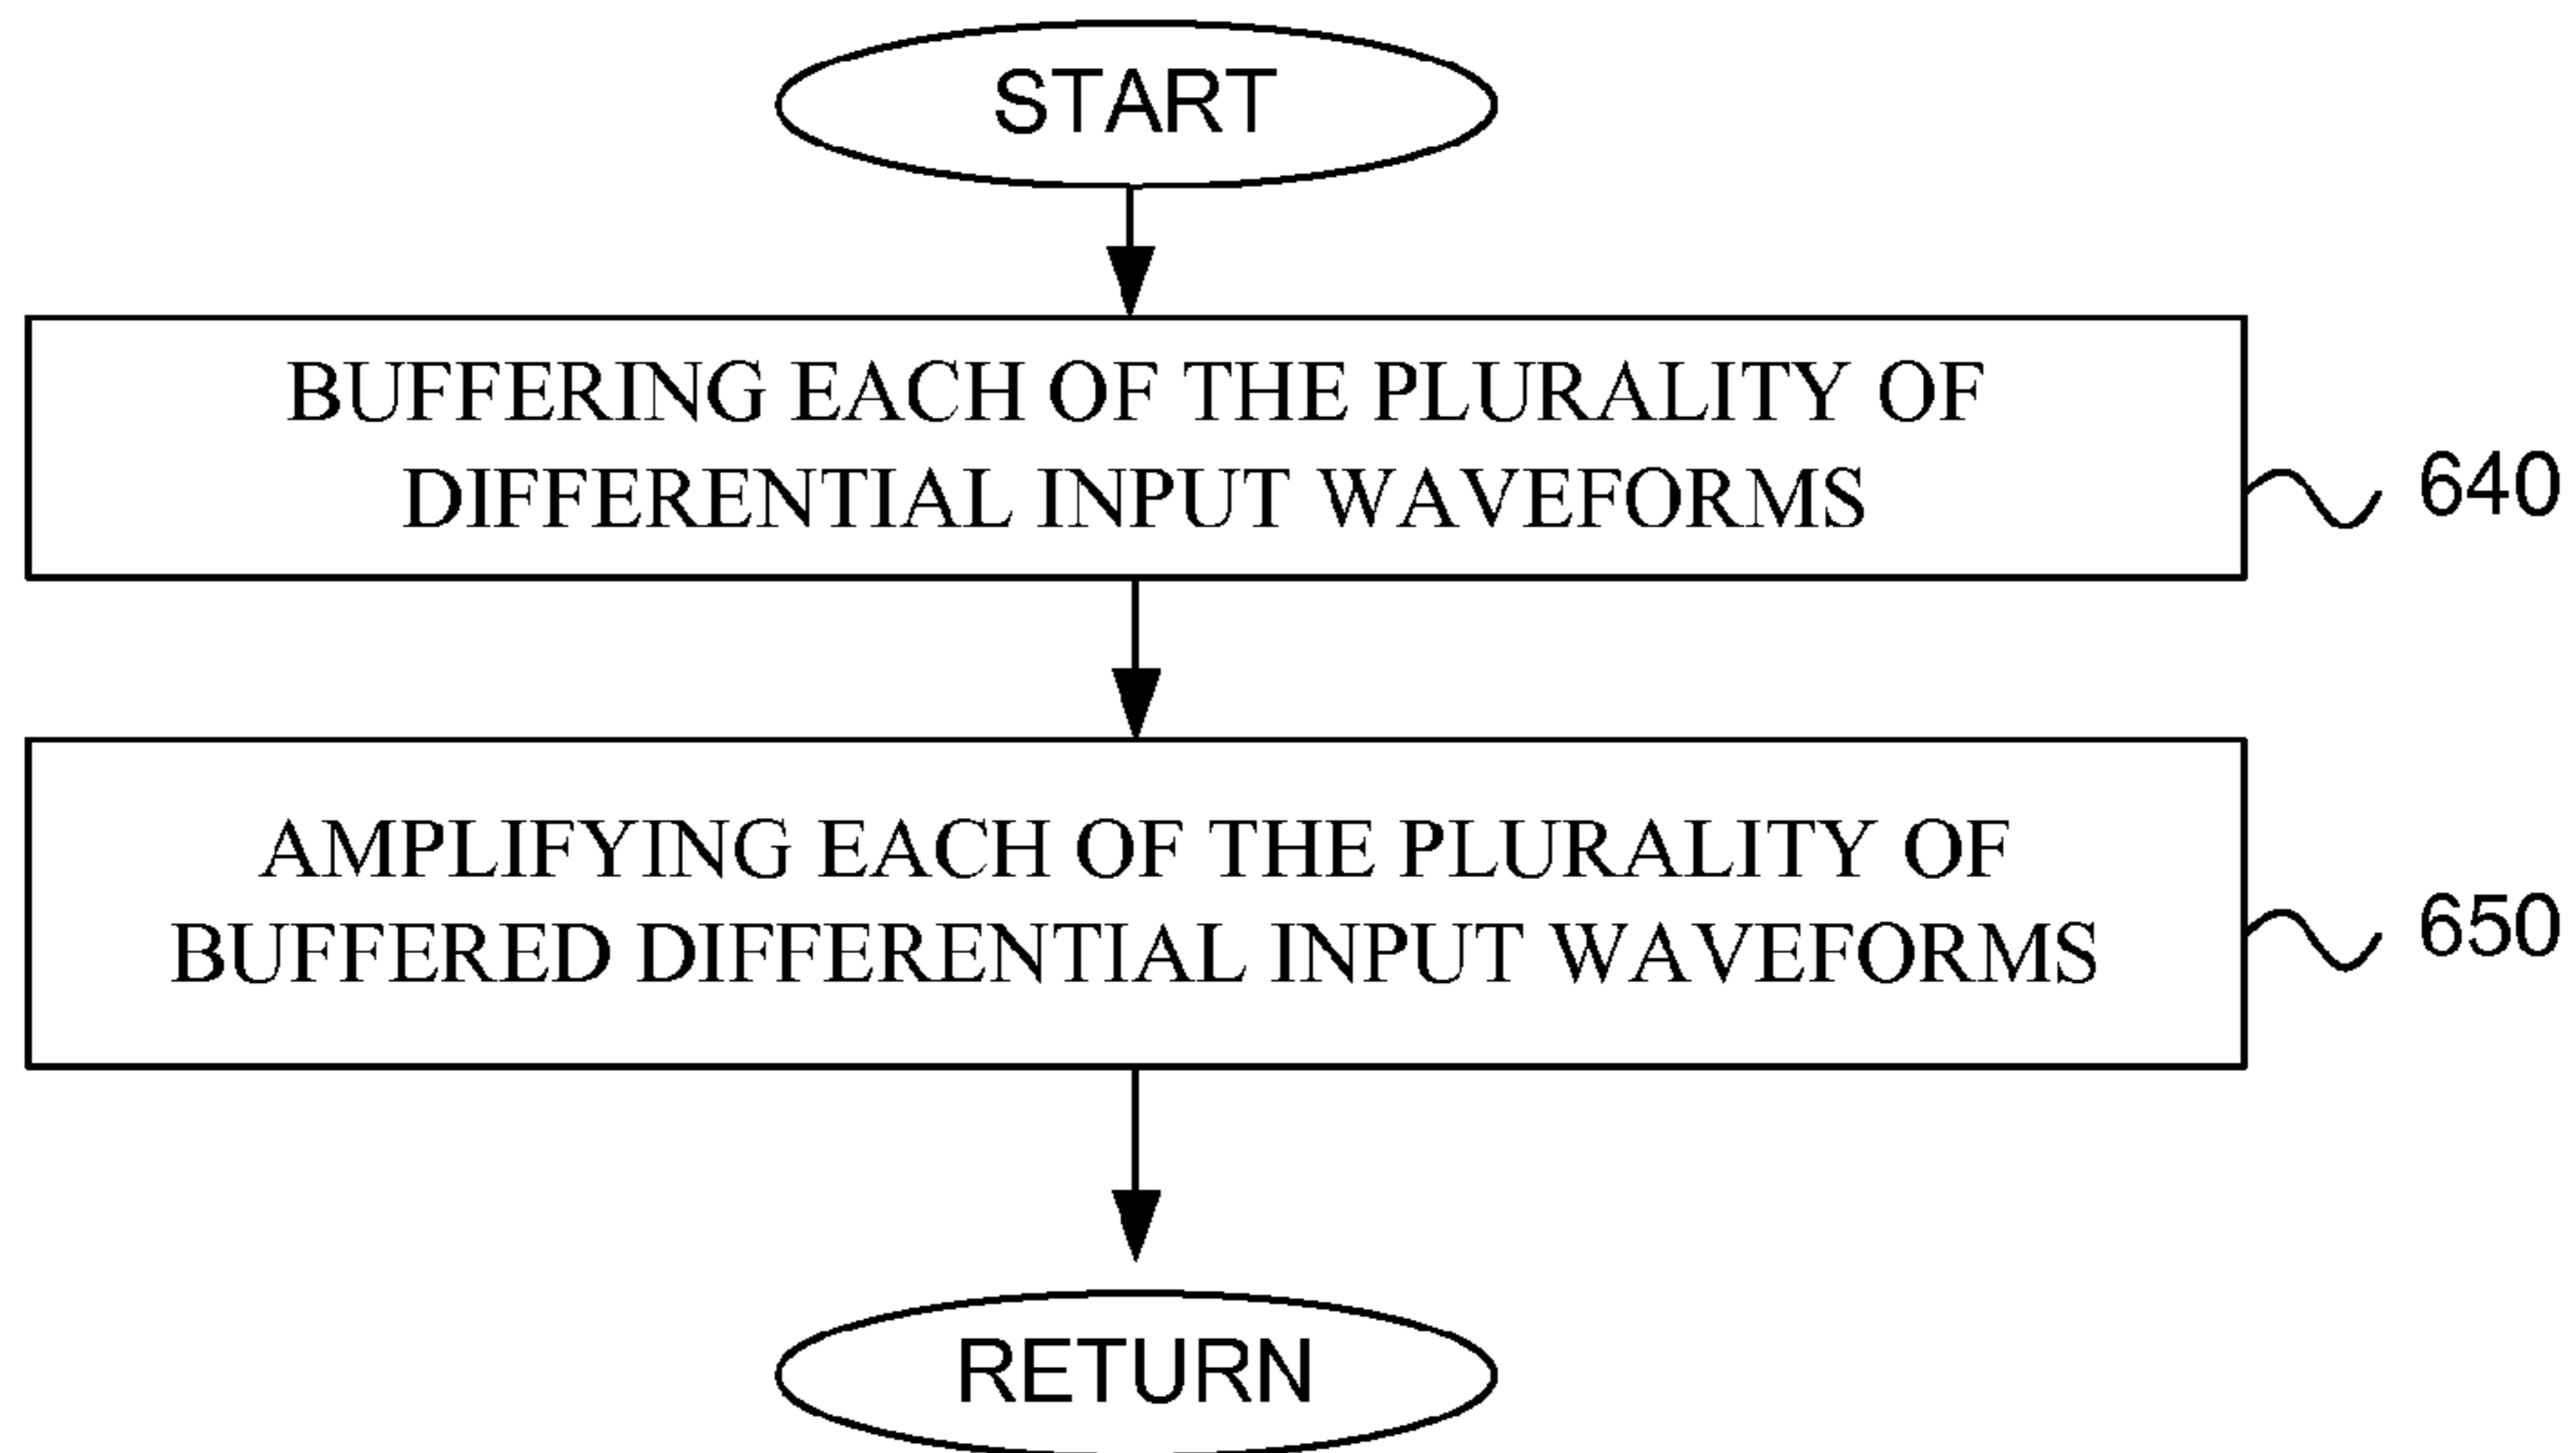 START
BUFFERING EACH OF THE PLURALITY OF
DIFFERENTIAL INPUT WAVEFORMS
640
AMPLIFYING EACH OF THE PLURALITY OF
BUFFERED DIFFERENTIAL INPUT WAVEFORMS
650
RETURN